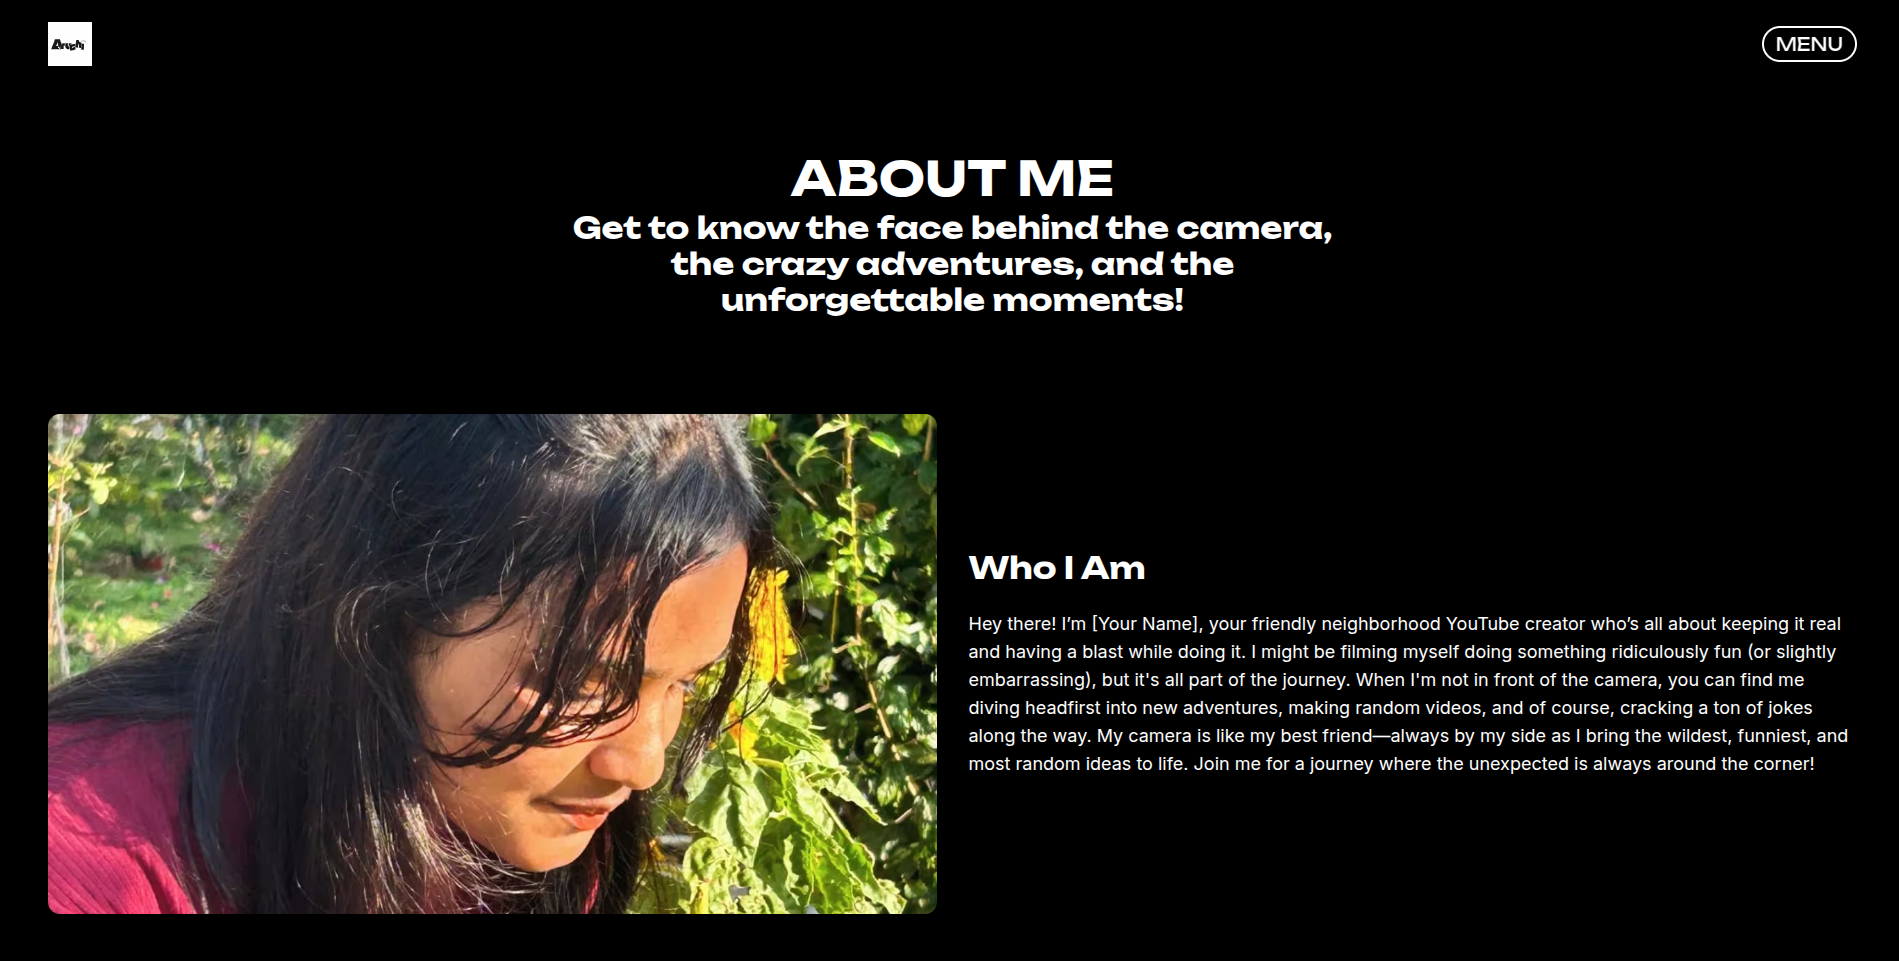 Aruchi
MENU
ABOUT ME
Get to know the face behind the camera,
the crazy adventures, and the
unforgettable moments!
Who I Am
Hey there! I’m [Your Name], your friendly neighborhood YouTube creator who’s all about keeping it real
and having a blast while doing it. I might be filming myself doing something ridiculously fun (or slightly
embarrassing), but it's all part of the journey. When I'm not in front of the camera, you can find me
diving headfirst into new adventures, making random videos, and of course, cracking a ton of jokes
along the way. My camera is like my best friend—always by my side as I bring the wildest, funniest, and
most random ideas to life. Join me for a journey where the unexpected is always around the corner!